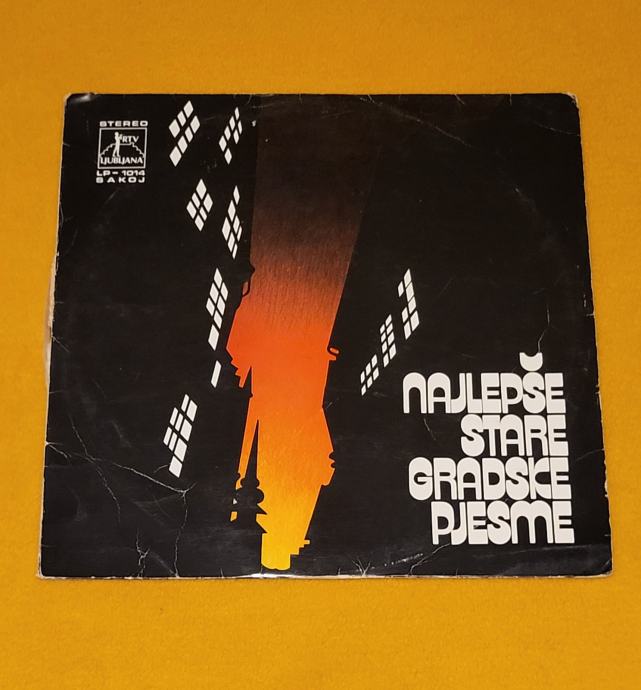 STEREO
RTV
LJUBLJANA
LP-1014
SAKOJ
NAJLEPŠE
STARE
GRADSKE
PJESME